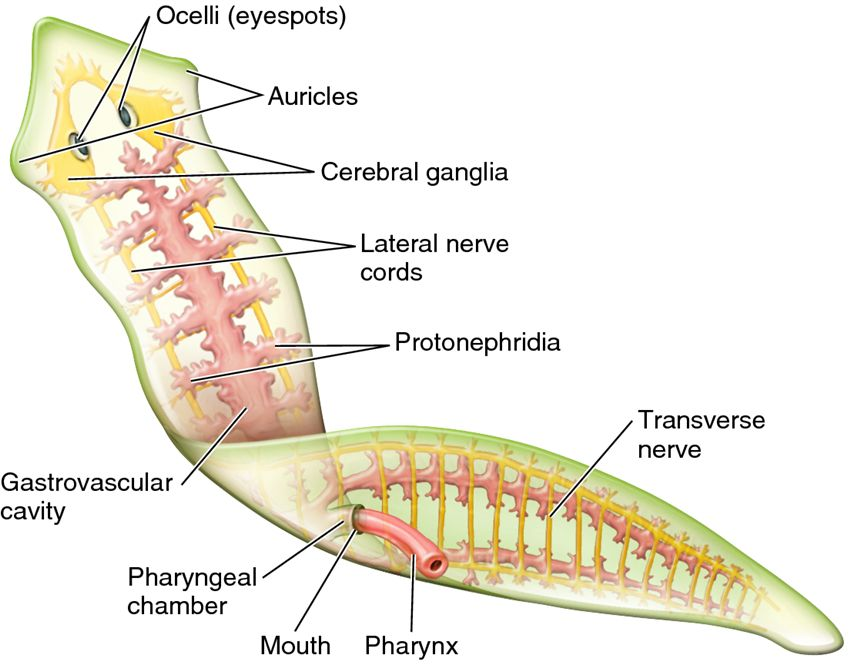 Ocelli (eyespots)
Auricles
Cerebral ganglia
Lateral nerve
cords
Protonephridia
Transverse
nerve
Gastrovascular
cavity
Pharyngeal
chamber
Mouth
Pharynx